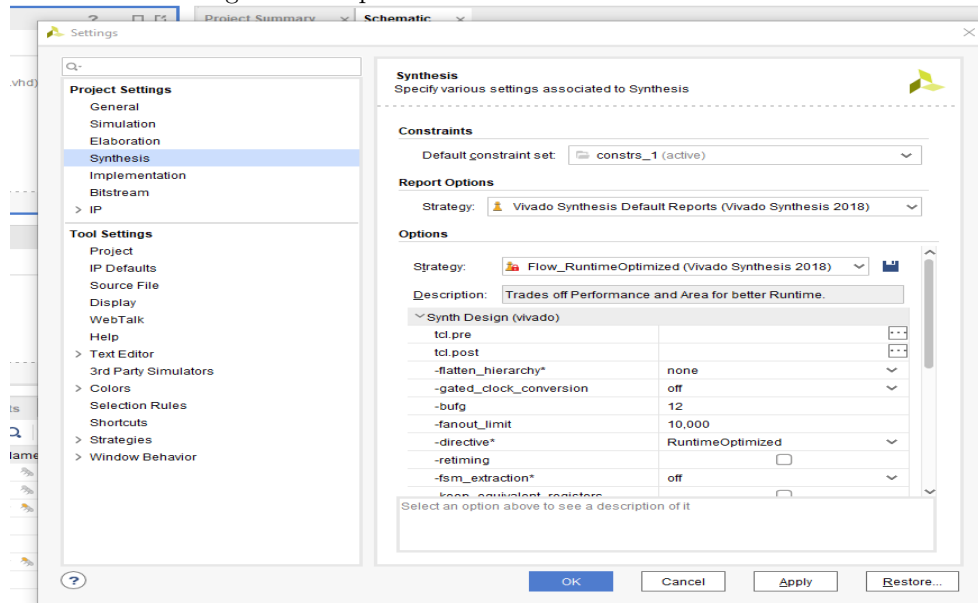 Project Summary × Schematic ×
Settings
.vhd)
Project Settings
General
Simulation
Elaboration
Synthesis
Implementation
Bitstream
> IP
Tool Settings
Project
IP Defaults
Source File
Display
WebTalk
Help
> Text Editor
3rd Party Simulators
> Colors
Selection Rules
Shortcuts
> Strategies
> Window Behavior
Synthesis
Specify various settings associated to Synthesis
Constraints
Default constraint set: constrs_1 (active)
Report Options
Strategy: Vivado Synthesis Default Reports (Vivado Synthesis 2018)
Options
Strategy: Flow_RuntimeOptimized (Vivado Synthesis 2018)
Description: Trades off Performance and Area for better Runtime.
Synth Design (vivado)
tcl.pre ...
tcl.post ...
-flatten_hierarchy* none
-gated_clock_conversion off
-bufg 12
-fanout_limit 10,000
-directive* RuntimeOptimized
-retiming
-fsm_extraction* off
-keep_equivalent_registers
Select an option above to see a description of it
? OK Cancel Apply Restore...